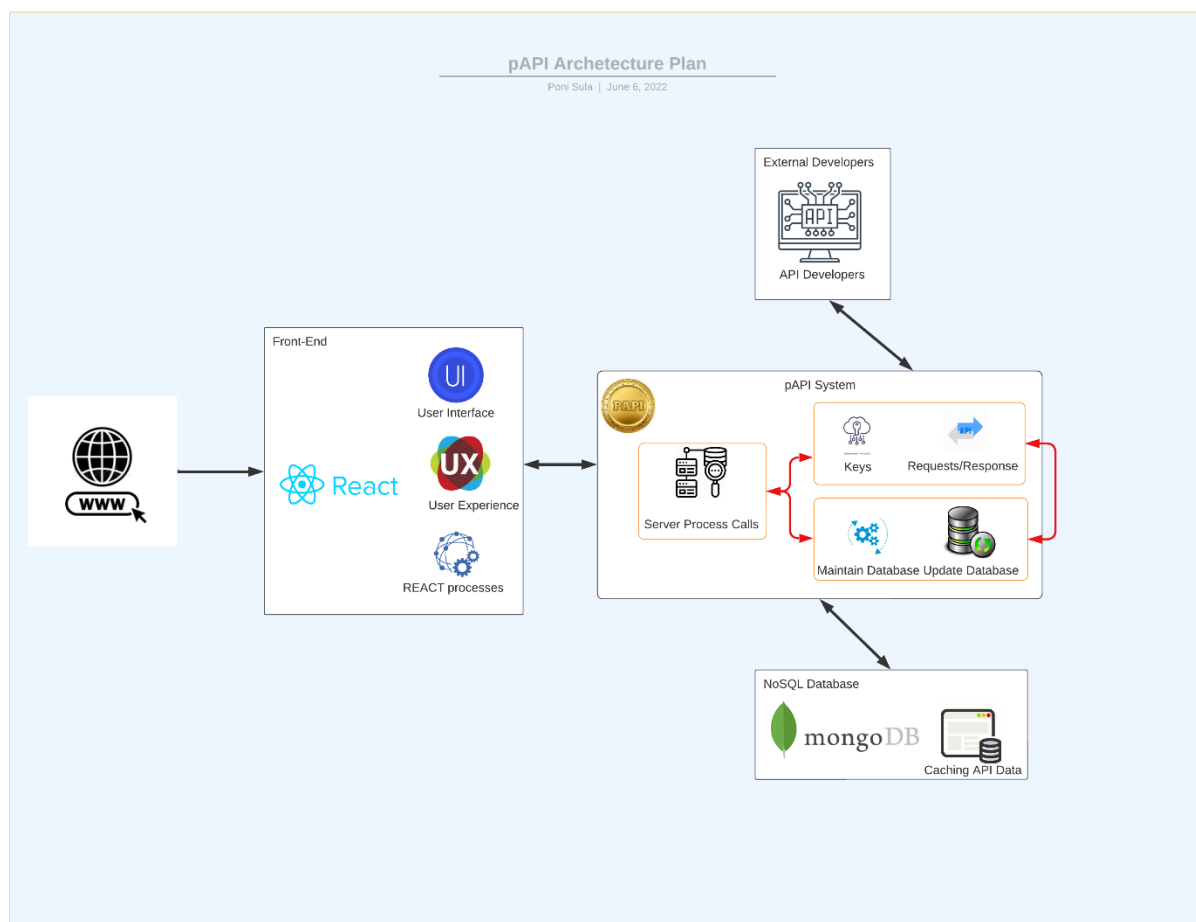 pAPI Archetecture Plan
Poni Sula | June 6, 2022
External Developers
API
API Developers
Front-End
UI
User Interface
React
UX
User Experience
REACT processes
WWW
pAPI System
PAPI
Server Process Calls
Keys
API
Requests/Response
Maintain Database
Update Database
NoSQL Database
mongoDB
Caching API Data